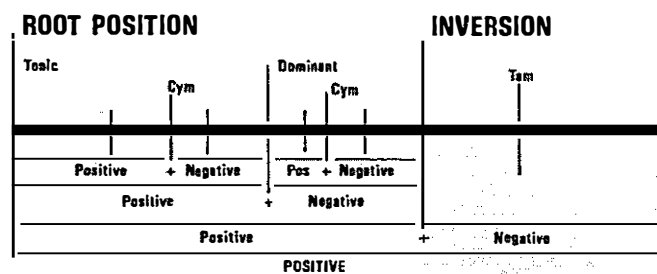 ROOT POSITION INVERSION
Tonic Dominant
Cym Cym Tam
Positive + Negative Pos + Negative
Positive + Negative
Positive + Negative
POSITIVE